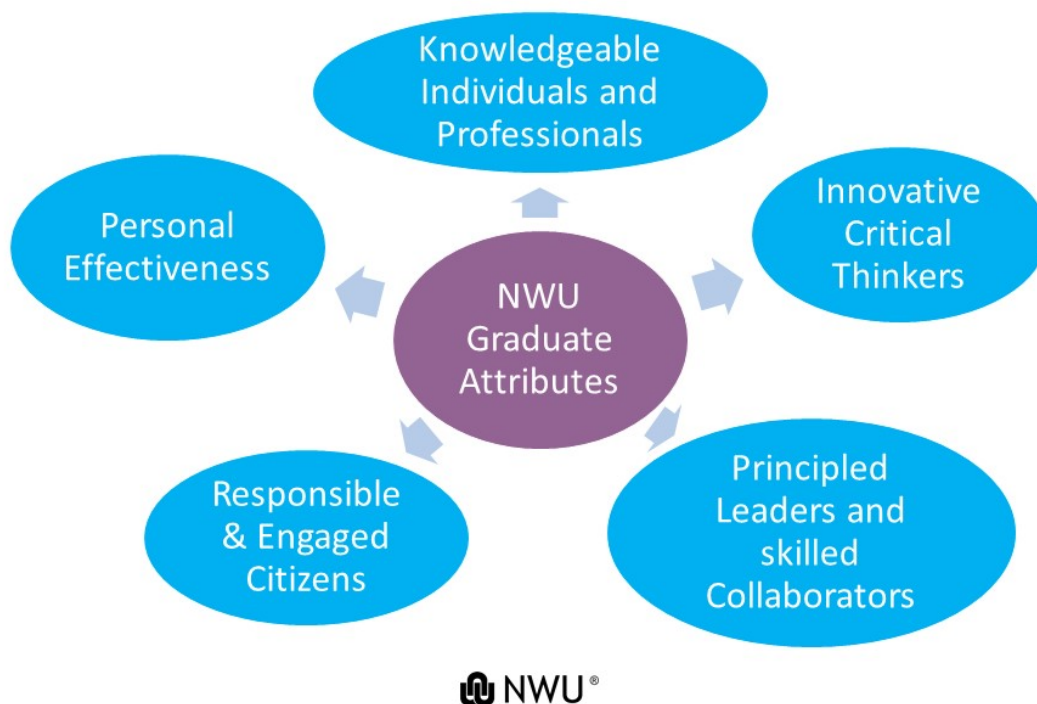 Knowledgeable
Individuals and
Professionals
Personal
Effectiveness
Innovative
Critical
Thinkers
NWU
Graduate
Attributes
Responsible
& Engaged
Citizens
Principled
Leaders and
skilled
Collaborators
NWU®